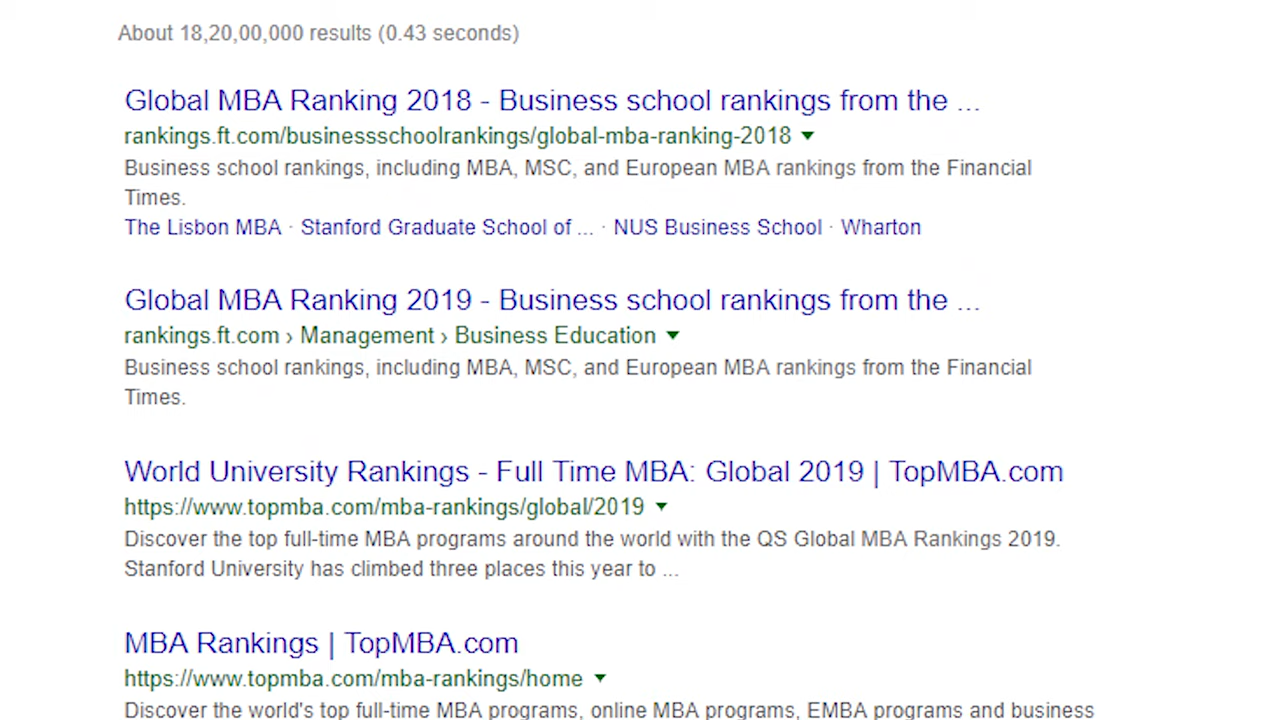 About 18,20,00,000 results (0.43 seconds)
Global MBA Ranking 2018 - Business school rankings from the ...
rankings.ft.com/businessschoolrankings/global-mba-ranking-2018
Business school rankings, including MBA, MSC, and European MBA rankings from the Financial
Times.
The Lisbon MBA · Stanford Graduate School of ... · NUS Business School · Wharton
Global MBA Ranking 2019 - Business school rankings from the ...
rankings.ft.com › Management › Business Education
Business school rankings, including MBA, MSC, and European MBA rankings from the Financial
Times.
World University Rankings - Full Time MBA: Global 2019 | TopMBA.com
https://www.topmba.com/mba-rankings/global/2019
Discover the top full-time MBA programs around the world with the QS Global MBA Rankings 2019.
Stanford University has climbed three places this year to ...
MBA Rankings | TopMBA.com
https://www.topmba.com/mba-rankings/home
Discover the world's top full-time MBA programs, online MBA programs, EMBA programs and business